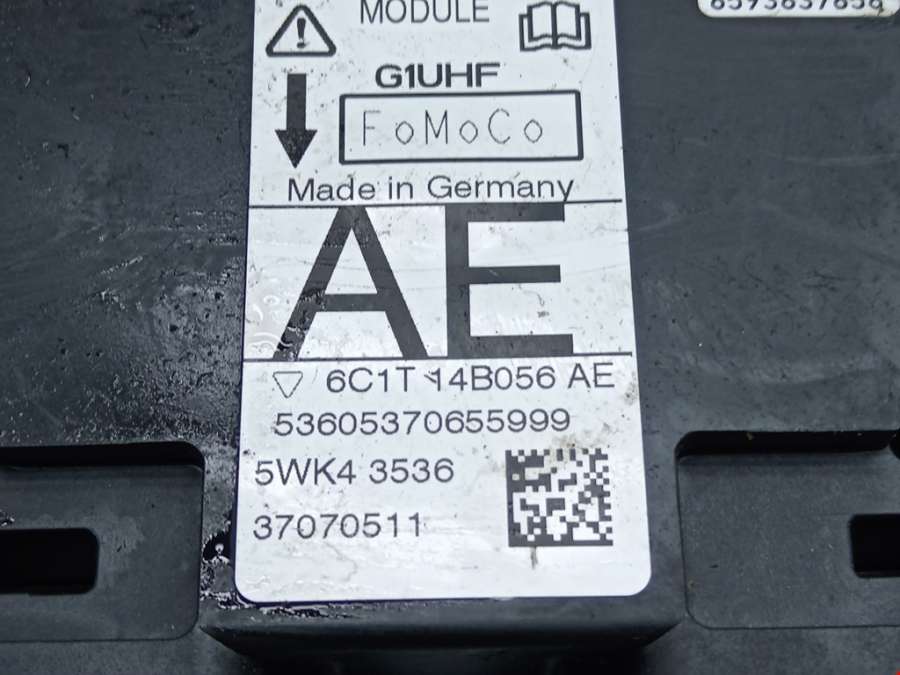 MODULE
G1UHF
FoMoCo
Made in Germany
AE
6C1T 14B056 AE
53605370655999
5WK4 3536
37070511